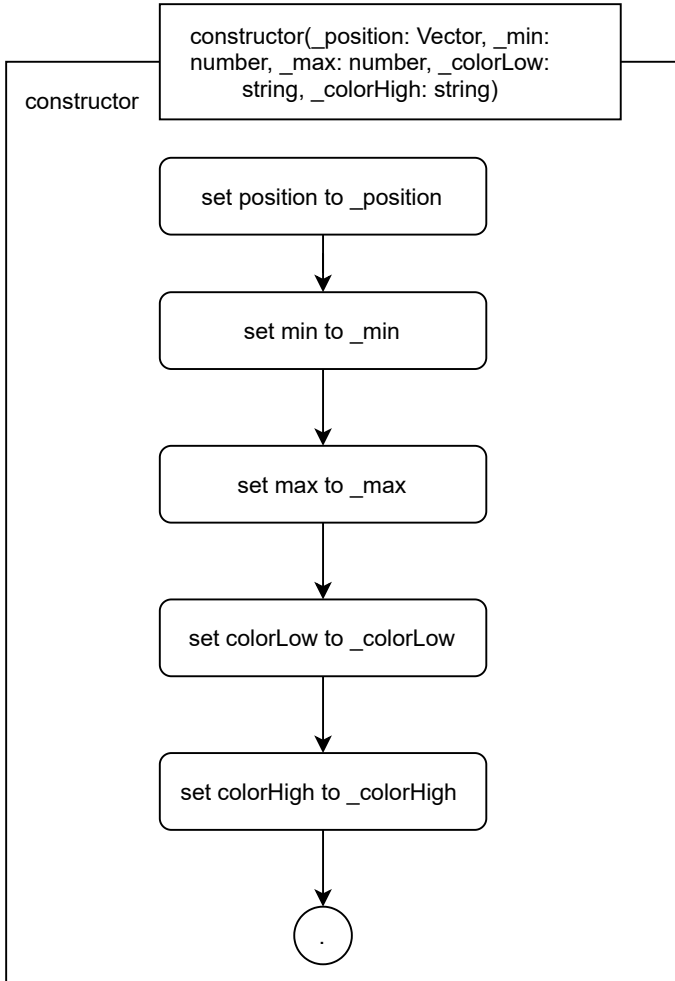 constructor(_position: Vector, _min:
number, _max: number, _colorLow:
string, _colorHigh: string)
constructor
set position to _position
set min to _min
set max to _max
set colorLow to _colorLow
set colorHigh to _colorHigh
.